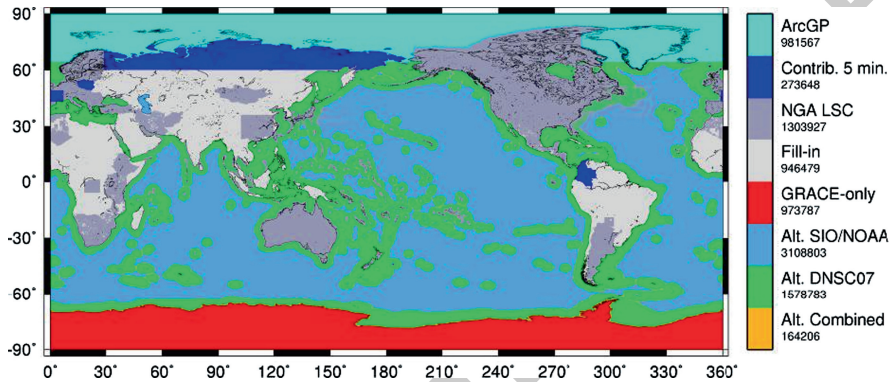 90°
60°
30°
0°
-30°
-60°
-90°
0° 30° 60° 90° 120° 150° 180° 210° 240° 270° 300° 330° 360°
ArcGP
981567
Contrib. 5 min.
273648
NGA LSC
1303927
Fill-in
946479
GRACE-only
973787
Alt. SIO/NOAA
3108803
Alt. DNSC07
1578783
Alt. Combined
164206